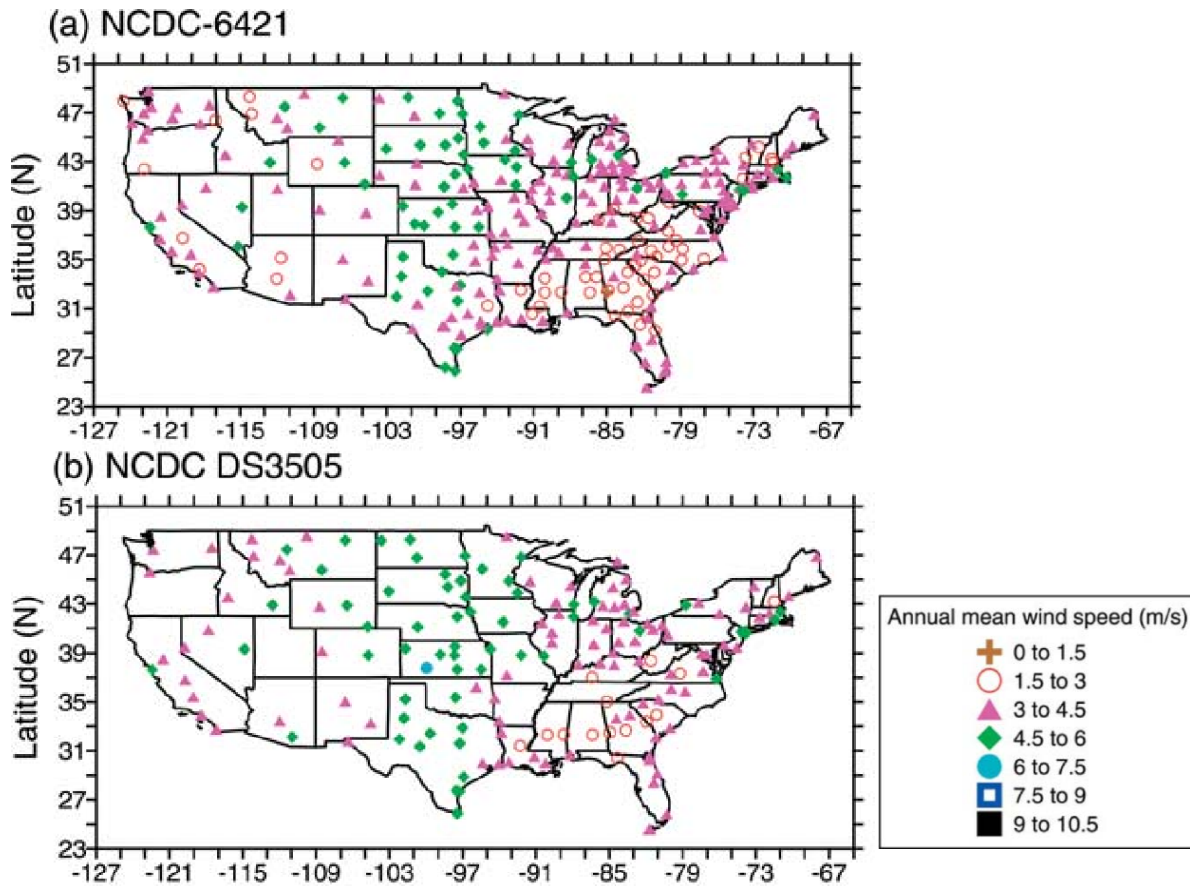 (a) NCDC-6421
51
47
43
39
35
31
27
23
Latitude (N)
-127 -121 -115 -109 -103 -97 -91 -85 -79 -73 -67
(b) NCDC DS3505
51
47
43
39
35
31
27
23
Latitude (N)
-127 -121 -115 -109 -103 -97 -91 -85 -79 -73 -67
Annual mean wind speed (m/s)
0 to 1.5
1.5 to 3
3 to 4.5
4.5 to 6
6 to 7.5
7.5 to 9
9 to 10.5